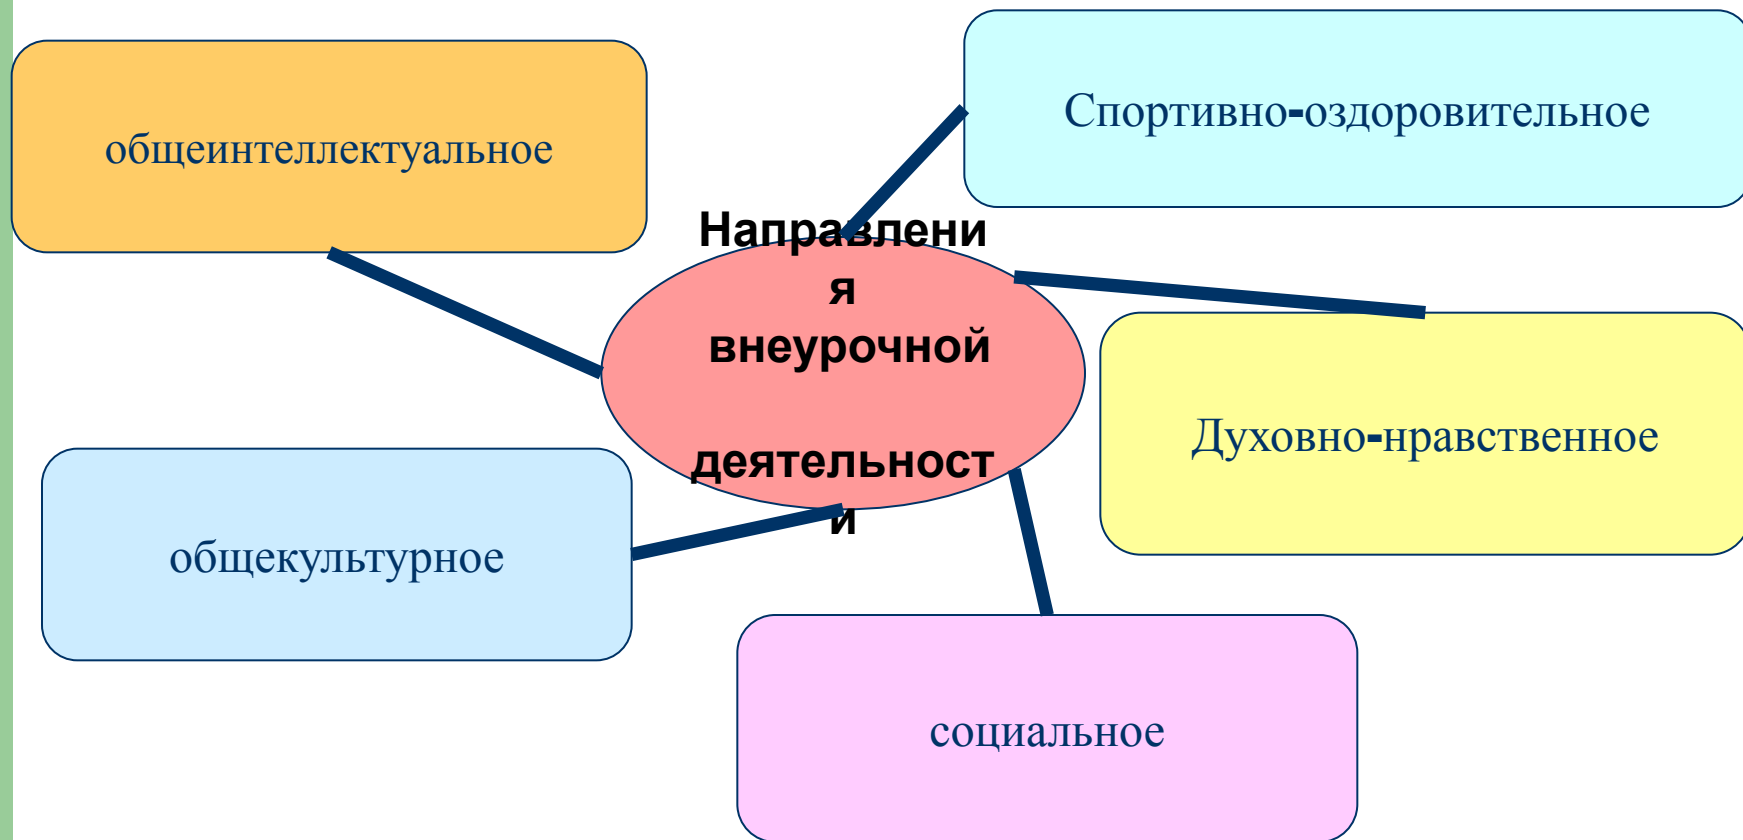 общеинтеллектуальное
Спортивно-оздоровительное
Направлени
я
внеурочной
деятельност
и
Духовно-нравственное
общекультурное
социальное